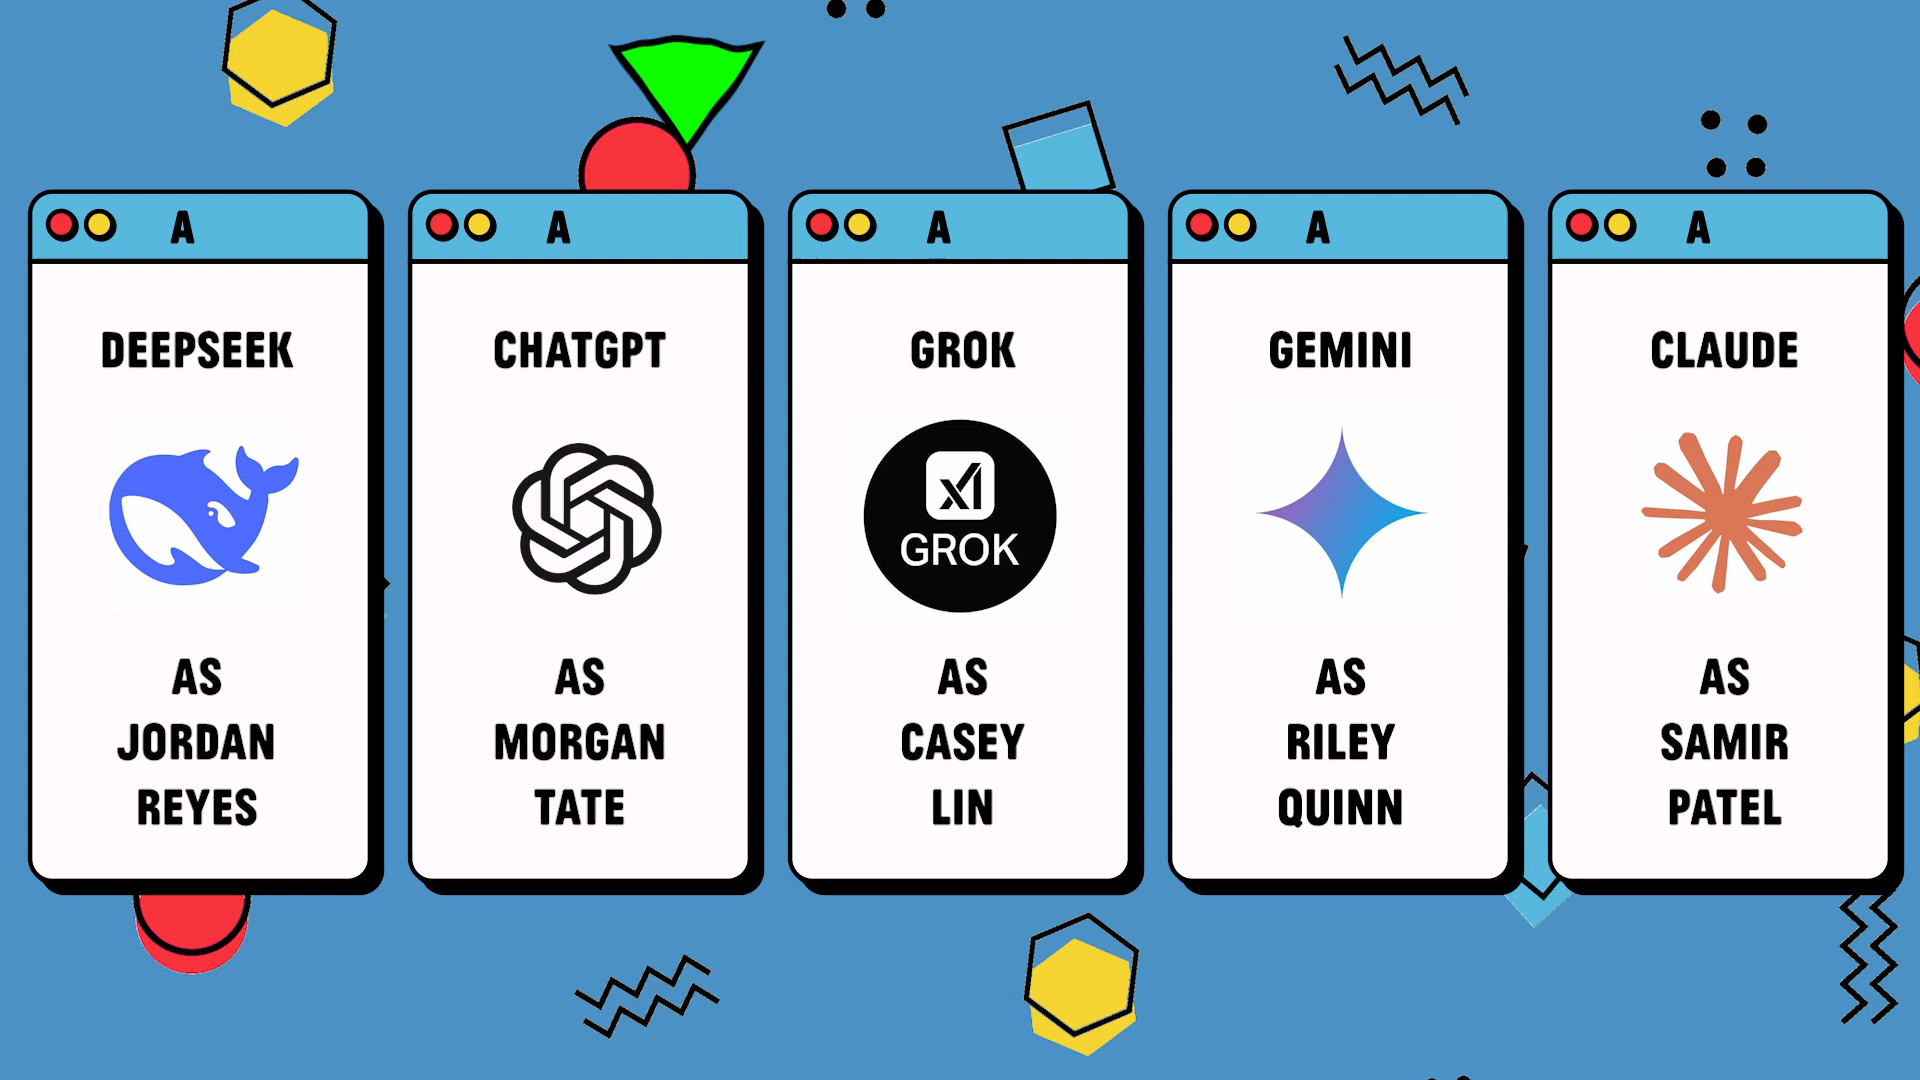 A
DEEPSEEK
AS
JORDAN
REYES
A
CHATGPT
AS
MORGAN
TATE
A
GROK
xI
GROK
AS
CASEY
LIN
A
GEMINI
AS
RILEY
QUINN
A
CLAUDE
AS
SAMIR
PATEL